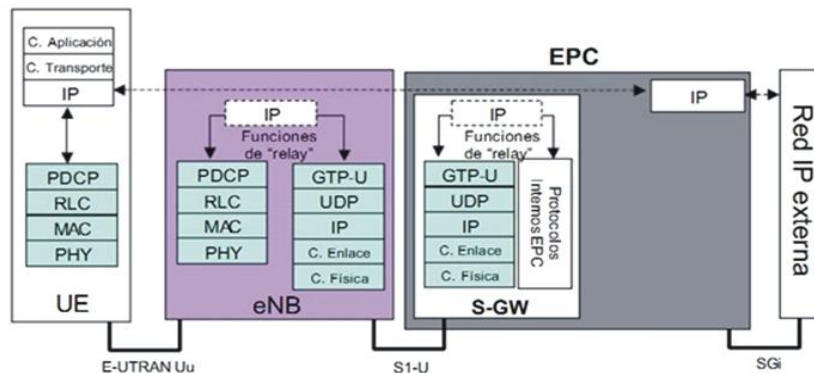 EPC
C. Aplicación
C. Transporte
IP
PDCP
RLC
MAC
PHY
UE
IP
Funciones
de "relay"
PDCP
RLC
MAC
PHY
GTP-U
UDP
IP
C. Enlace
C. Física
eNB
IP
Funciones
de "relay"
GTP-U
UDP
IP
C. Enlace
C. Física
Protocolos
Internos EPC
S-GW
IP
Red IP externa
E-UTRAN Uu
S1-U
SGi